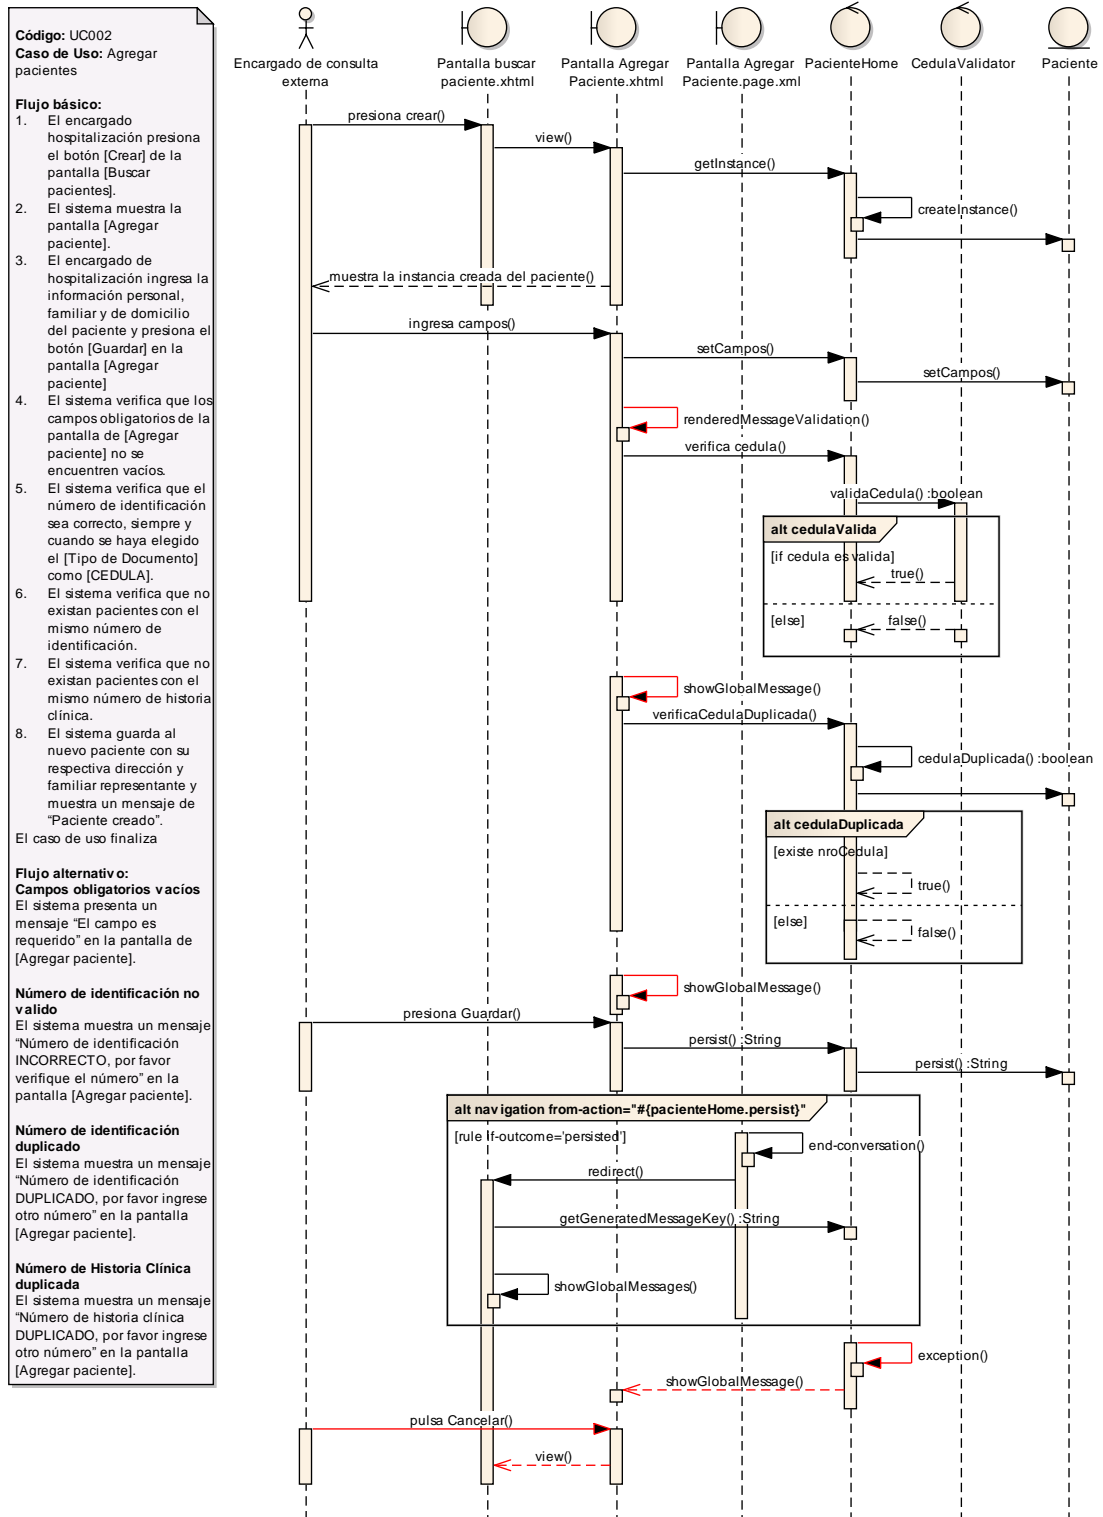 Código: UC002
Caso de Uso: Agregar
pacientes
Flujo básico:
1. El encargado
hospitalización presiona
el botón [Crear] de la
pantalla [Buscar
pacientes].
2. El sistema muestra la
pantalla [Agregar
paciente].
3. El encargado de
hospitalización ingresa la
información personal,
familiar y de domicilio
del paciente y presiona el
botón [Guardar] en la
pantalla [Agregar
paciente]
4. El sistema verifica que los
campos obligatorios de la
pantalla de [Agregar
paciente] no se
encuentren vacíos.
5. El sistema verifica que el
número de identificación
sea correcto, siempre y
cuando se haya elegido
el [Tipo de Documento]
como [CEDULA].
6. El sistema verifica que no
existan pacientes con el
mismo número de
identificación.
7. El sistema verifica que no
existan pacientes con el
mismo número de historia
clínica.
8. El sistema guarda al
nuevo paciente con su
respectiva dirección y
familiar representante y
muestra un mensaje de
“Paciente creado”.
El caso de uso finaliza
Flujo alternativo:
Campos obligatorios vacíos
El sistema presenta un
mensaje “El campo es
requerido” en la pantalla de
[Agregar paciente].
Número de identificación no
valido
El sistema muestra un mensaje
“Número de identificación
INCORRECTO, por favor
verifique el número” en la
pantalla [Agregar paciente].
Número de identificación
duplicado
El sistema muestra un mensaje
“Número de identificación
DUPLICADO, por favor ingrese
otro número” en la pantalla
[Agregar paciente].
Número de Historia Clínica
duplicada
El sistema muestra un mensaje
“Número de historia clínica
DUPLICADO, por favor ingrese
otro número” en la pantalla
[Agregar paciente].
Encargado de consulta
externa
Pantalla buscar
paciente.xhtml
Pantalla Agregar
Paciente.xhtml
Pantalla Agregar
Paciente.page.xml
PacienteHome
CedulaValidator
Paciente
presiona crear()
view()
getInstance()
createInstance()
muestra la instancia creada del paciente()
ingresa campos()
setCampos()
setCampos()
renderedMessageValidation()
verifica cedula()
validaCedula() :boolean
alt cedulaValida
[if cedula es valida]
true()
[else]
false()
showGlobalMessage()
verificaCedulaDuplicada()
cedulaDuplicada() :boolean
alt cedulaDuplicada
[existe nroCedula]
true()
[else]
false()
showGlobalMessage()
presiona Guardar()
persist() :String
persist() :String
alt navigation from-action="#{pacienteHome.persist}"
[rule if-outcome='persisted']
end-conversation()
redirect()
getGeneratedMessageKey() :String
showGlobalMessages()
exception()
showGlobalMessage()
pulsa Cancelar()
view()